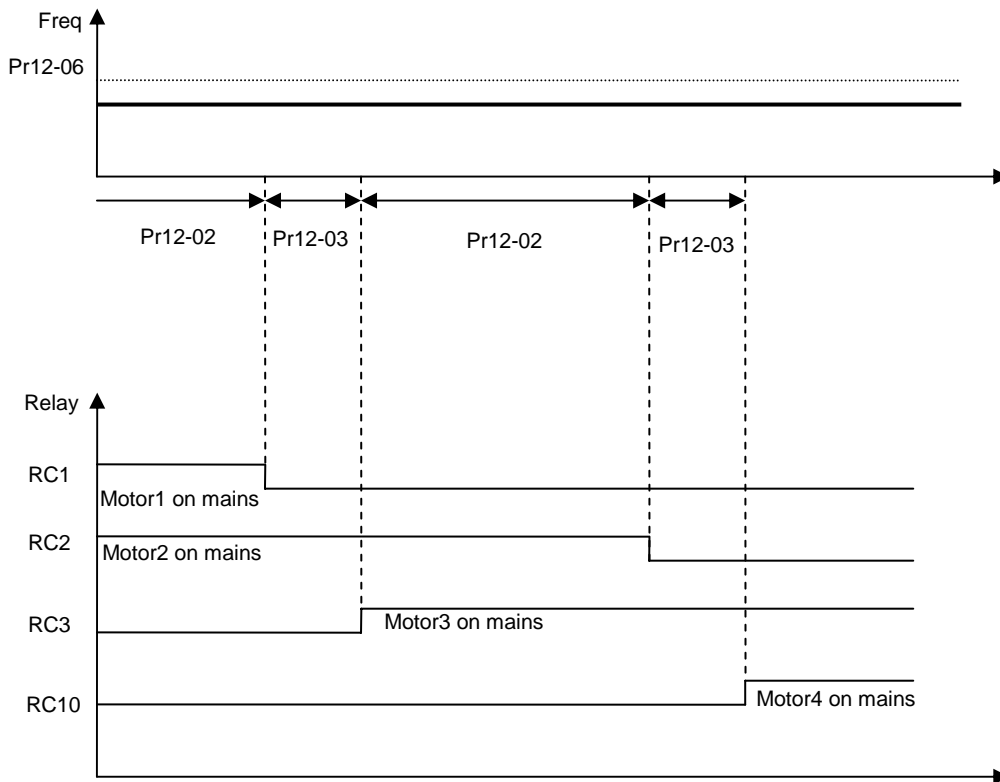 Freq
Pr12-06
Pr12-02
Pr12-03
Pr12-02
Pr12-03
Relay
RC1
Motor1 on mains
RC2
Motor2 on mains
RC3
Motor3 on mains
RC10
Motor4 on mains